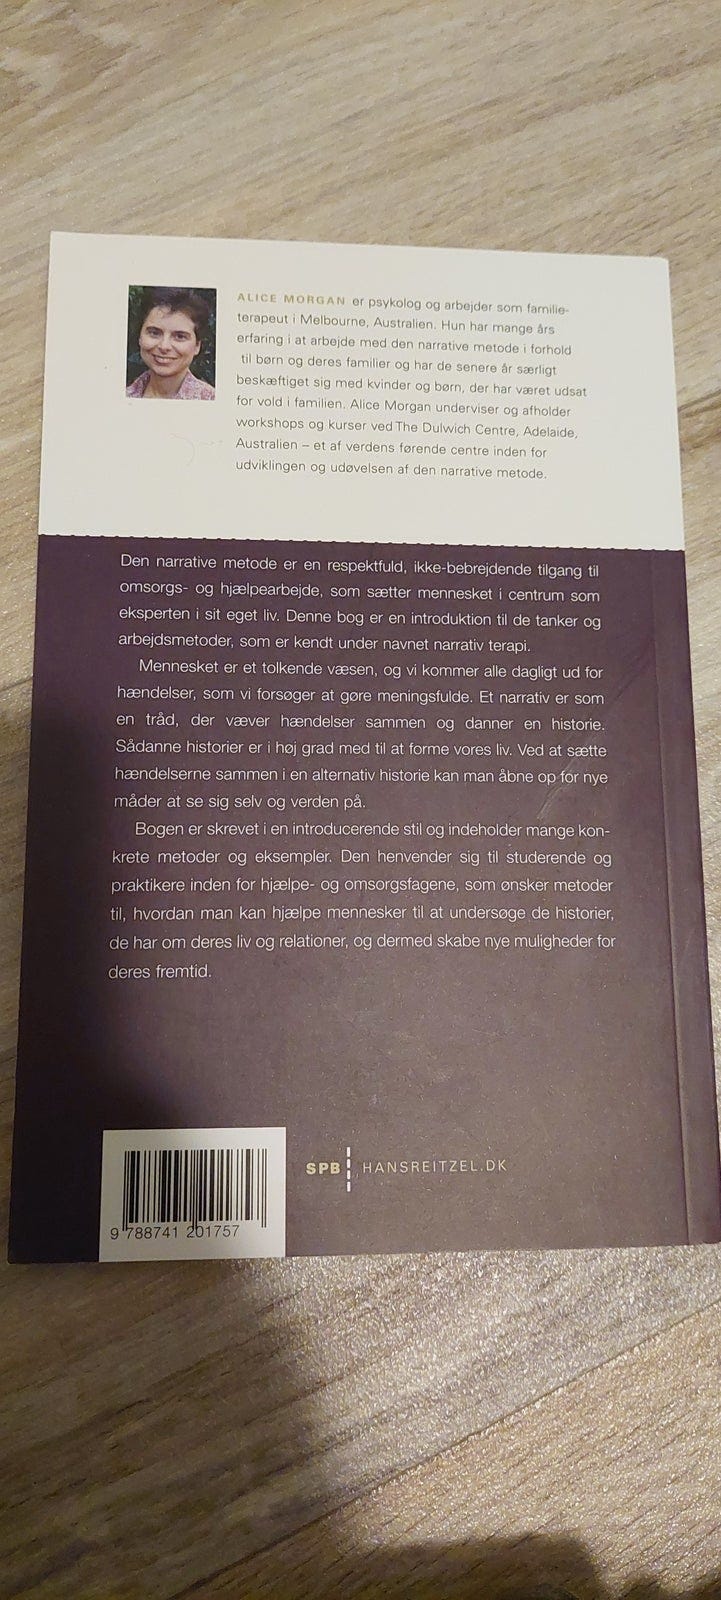 ALICE MORGAN er psykolog og arbejder som familie-
terapeut i Melbourne, Australien. Hun har mange års
erfaring i at arbejde med den narrative metode i forhold
til børn og deres familier og har de senere år særligt
beskæftiget sig med kvinder og børn, der har været udsat
for vold i familien. Alice Morgan underviser og afholder
workshops og kurser ved The Dulwich Centre, Adelaide,
Australien – et af verdens førende centre inden for
udviklingen og udøvelsen af den narrative metode.
Den narrative metode er en respektfuld, ikke-bebrejdende tilgang til
omsorgs- og hjælpearbejde, som sætter mennesket i centrum som
eksperten i sit eget liv. Denne bog er en introduktion til de tanker og
arbejdsmetoder, som er kendt under navnet narrativ terapi.
Mennesket er et tolkende væsen, og vi kommer alle dagligt ud for
hændelser, som vi forsøger at gøre meningsfulde. Et narrativ er som
en tråd, der væver hændelser sammen og danner en historie.
Sådanne historier er i høj grad med til at forme vores liv. Ved at sætte
hændelserne sammen i en alternativ historie kan man åbne op for nye
måder at se sig selv og verden på.
Bogen er skrevet i en introducerende stil og indeholder mange kon-
krete metoder og eksempler. Den henvender sig til studerende og
praktikere inden for hjælpe- og omsorgsfagene, som ønsker metoder
til, hvordan man kan hjælpe mennesker til at undersøge de historier,
de har om deres liv og relationer, og dermed skabe nye muligheder for
deres fremtid.
SPB HANSREITZEL.DK
9 788741 201757